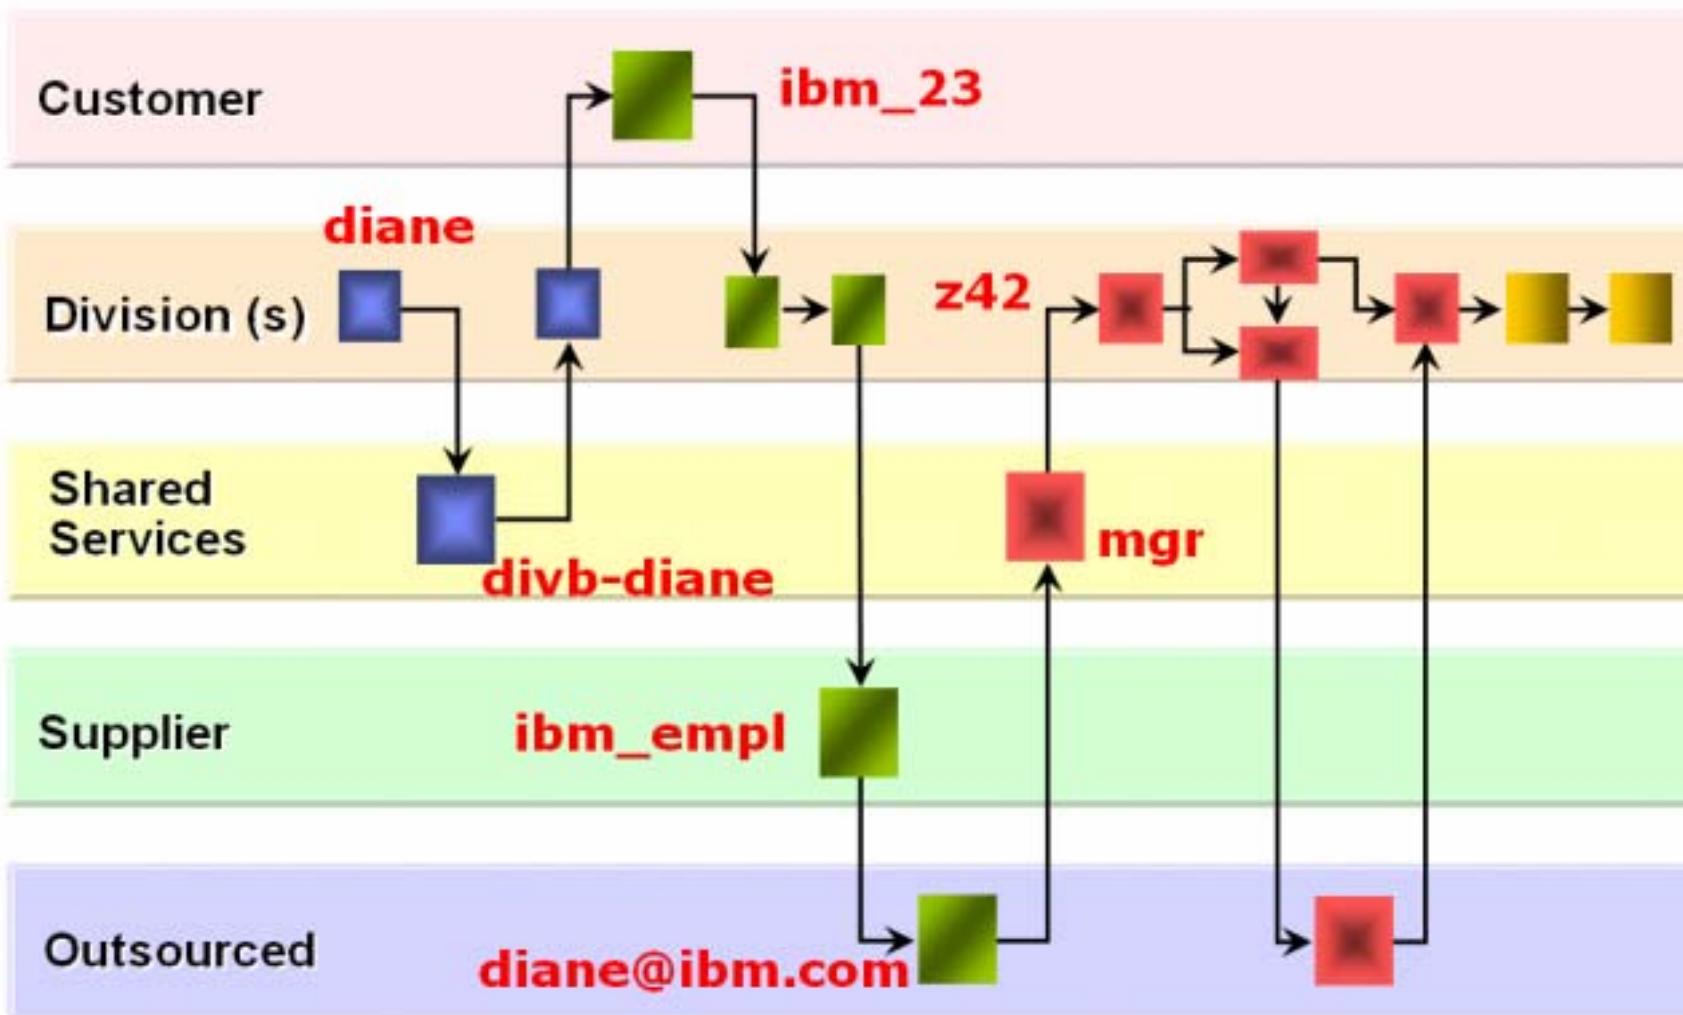 Customer
ibm_23
diane
Division (s)
z42
Shared
Services
mgr
divb-diane
Supplier
ibm_empl
Outsourced
diane@ibm.com